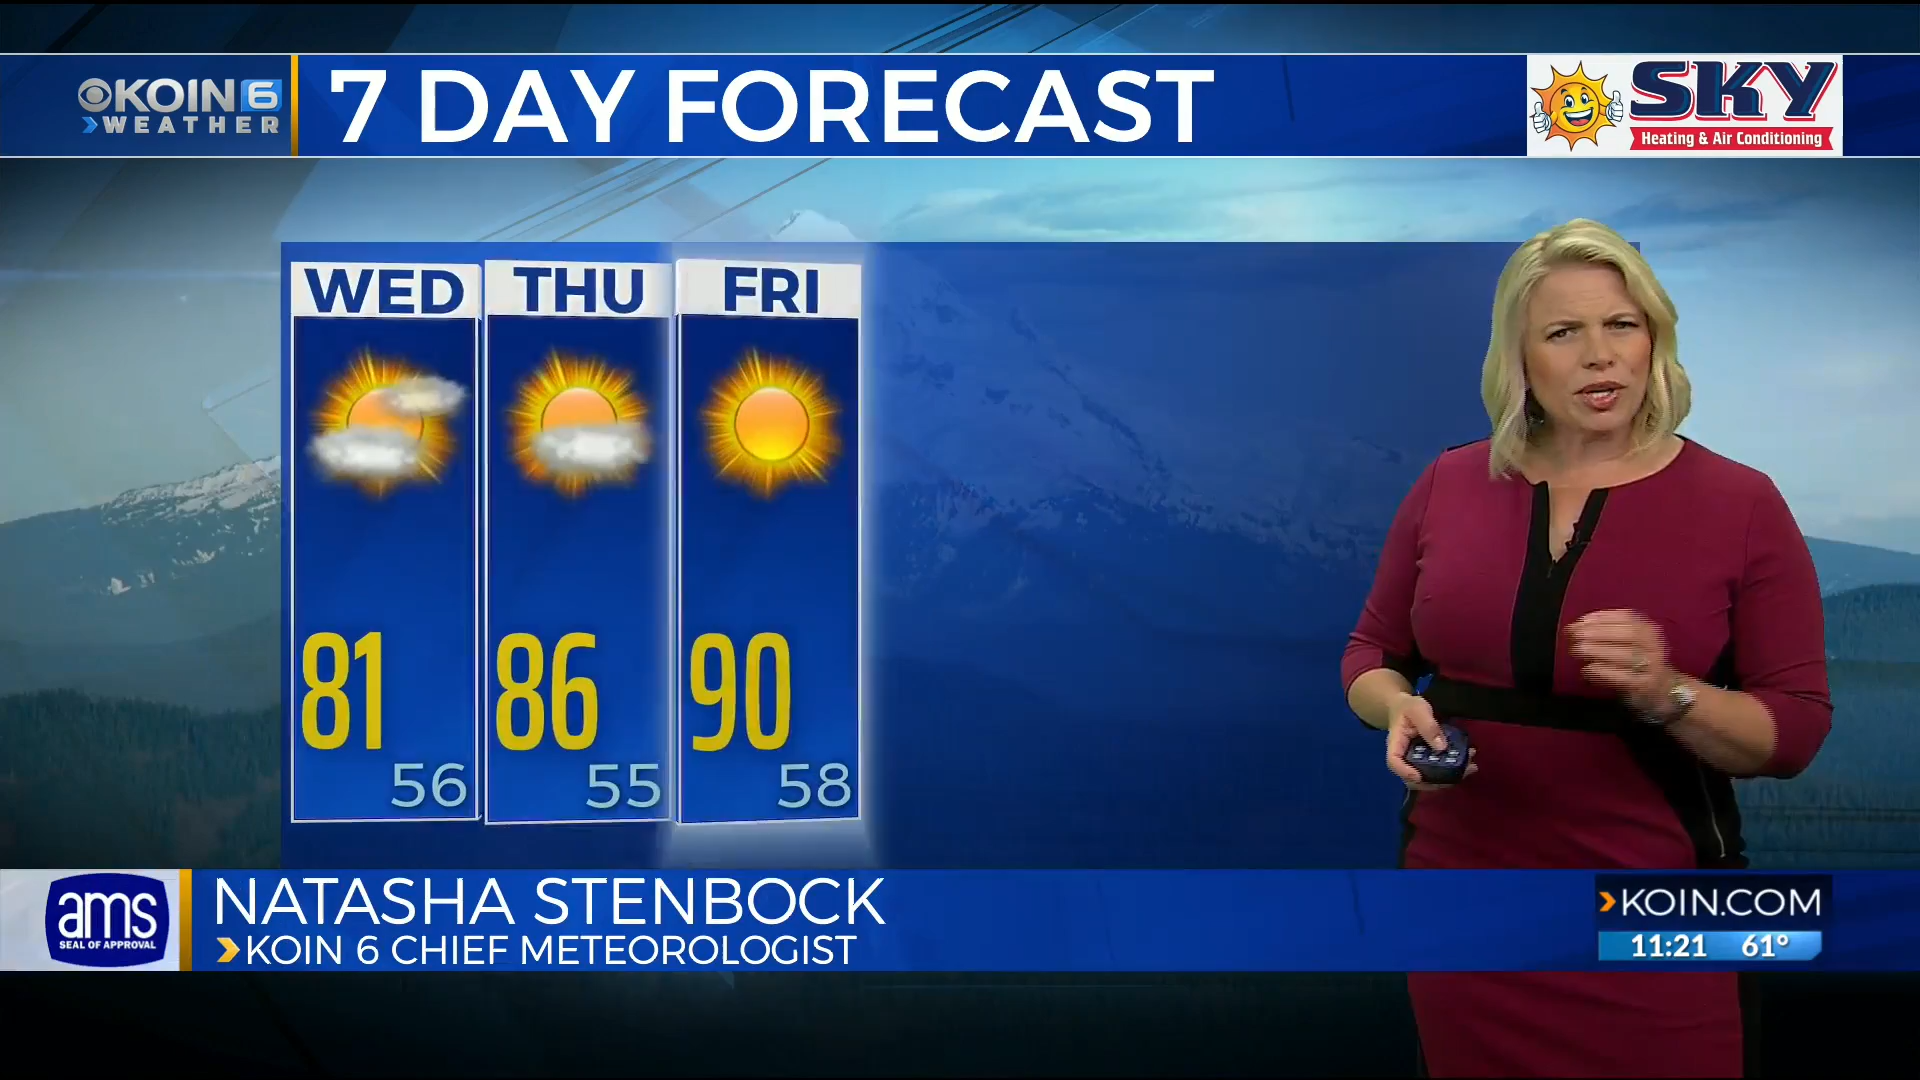 KOIN 6
WEATHER
7 DAY FORECAST
SKY
Heating & Air Conditioning
WED
THU
FRI
81
56
86
55
90
58
ams
SEAL OF APPROVAL
NATASHA STENBOCK
KOIN 6 CHIEF METEOROLOGIST
KOIN.COM
11:21 61°